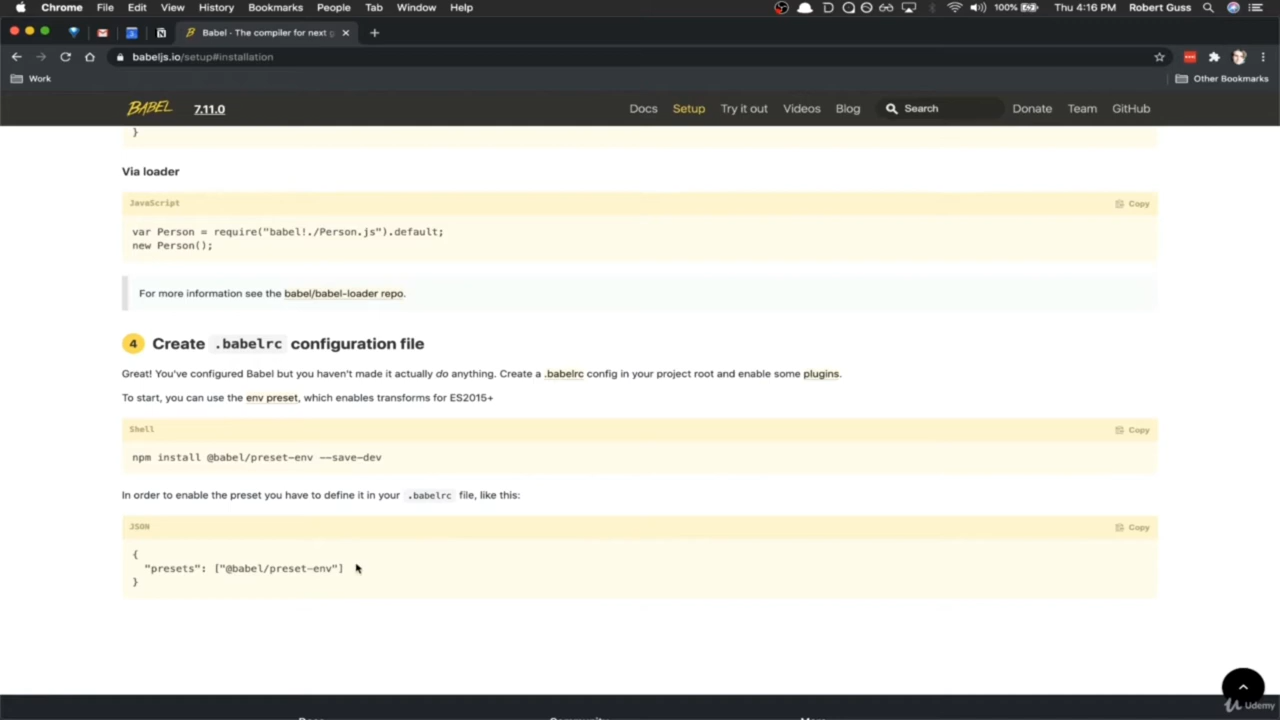 Chrome File Edit View History Bookmarks People Tab Window Help 100% Thu 4:16 PM Robert Guss
Babel - The compiler for next g
babeljs.io/setup#installation
Work Other Bookmarks
BABEL 7.11.0 Docs Setup Try it out Videos Blog Search Donate Team GitHub
}
Via loader
JavaScript Copy
var Person = require("babel!./Person.js").default;
new Person();
For more information see the babel/babel-loader repo.
4 Create .babelrc configuration file
Great! You've configured Babel but you haven't made it actually do anything. Create a .babelrc config in your project root and enable some plugins.
To start, you can use the env preset, which enables transforms for ES2015+
Shell Copy
npm install @babel/preset-env --save-dev
In order to enable the preset you have to define it in your .babelrc file, like this:
JSON Copy
{
"presets": ["@babel/preset-env"]
}
Udemy